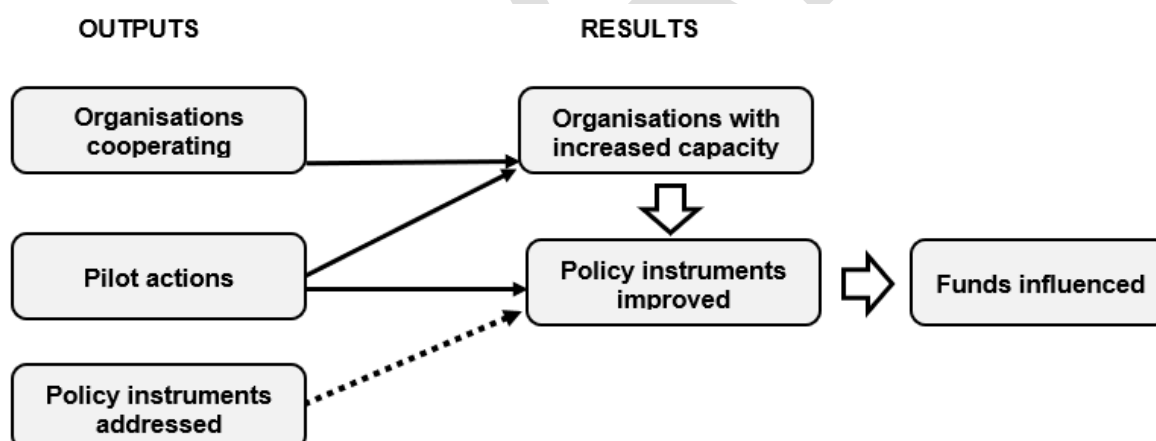 OUTPUTS
RESULTS
Organisations
cooperating
Organisations with
increased capacity
Pilot actions
Policy instruments
improved
Funds influenced
Policy instruments
addressed